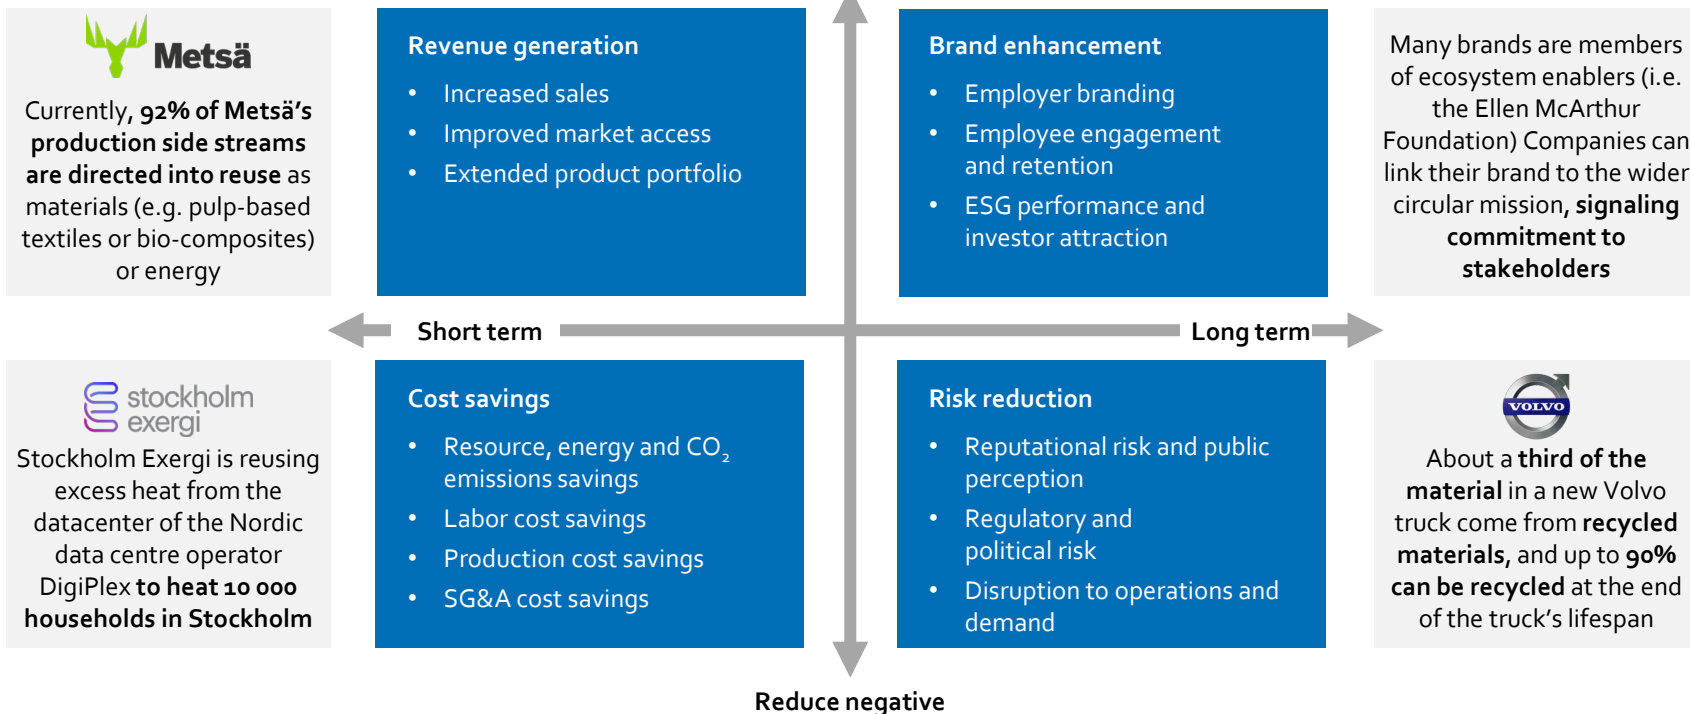 Metsä
Currently, 92% of Metsä's
production side streams
are directed into reuse as
materials (e.g. pulp-based
textiles or bio-composites)
or energy
Revenue generation
• Increased sales
• Improved market access
• Extended product portfolio
Brand enhancement
• Employer branding
• Employee engagement
and retention
• ESG performance and
investor attraction
Many brands are members
of ecosystem enablers (i.e.
the Ellen McArthur
Foundation) Companies can
link their brand to the wider
circular mission, signaling
commitment to
stakeholders
Short term
Long term
stockholm
exergi
Stockholm Exergi is reusing
excess heat from the
datacenter of the Nordic
data centre operator
DigiPlex to heat 10 000
households in Stockholm
Cost savings
• Resource, energy and CO₂
emissions savings
• Labor cost savings
• Production cost savings
• SG&A cost savings
Risk reduction
• Reputational risk and public
perception
• Regulatory and
political risk
• Disruption to operations and
demand
VOLVO
About a third of the
material in a new Volvo
truck come from recycled
materials, and up to 90%
can be recycled at the end
of the truck's lifespan
Reduce negative